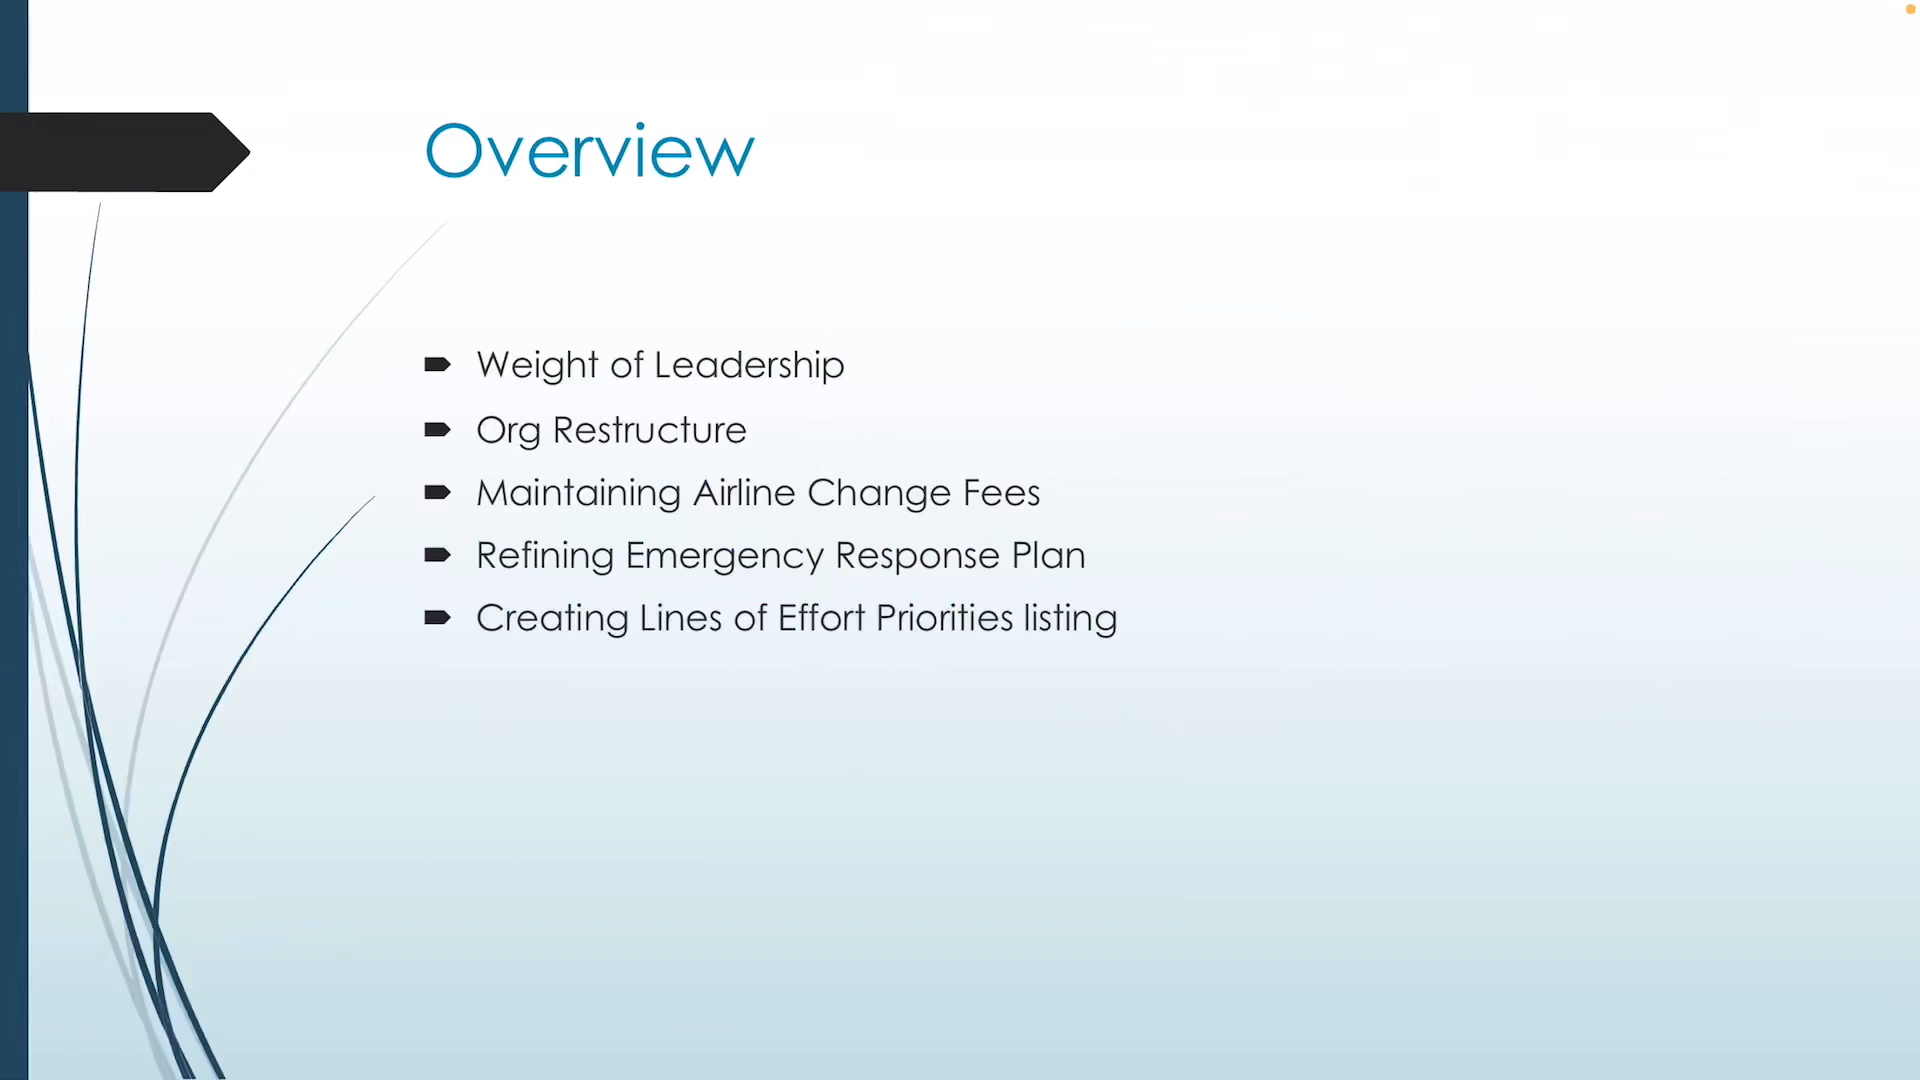 Overview
Weight of Leadership
Org Restructure
Maintaining Airline Change Fees
Refining Emergency Response Plan
Creating Lines of Effort Priorities listing